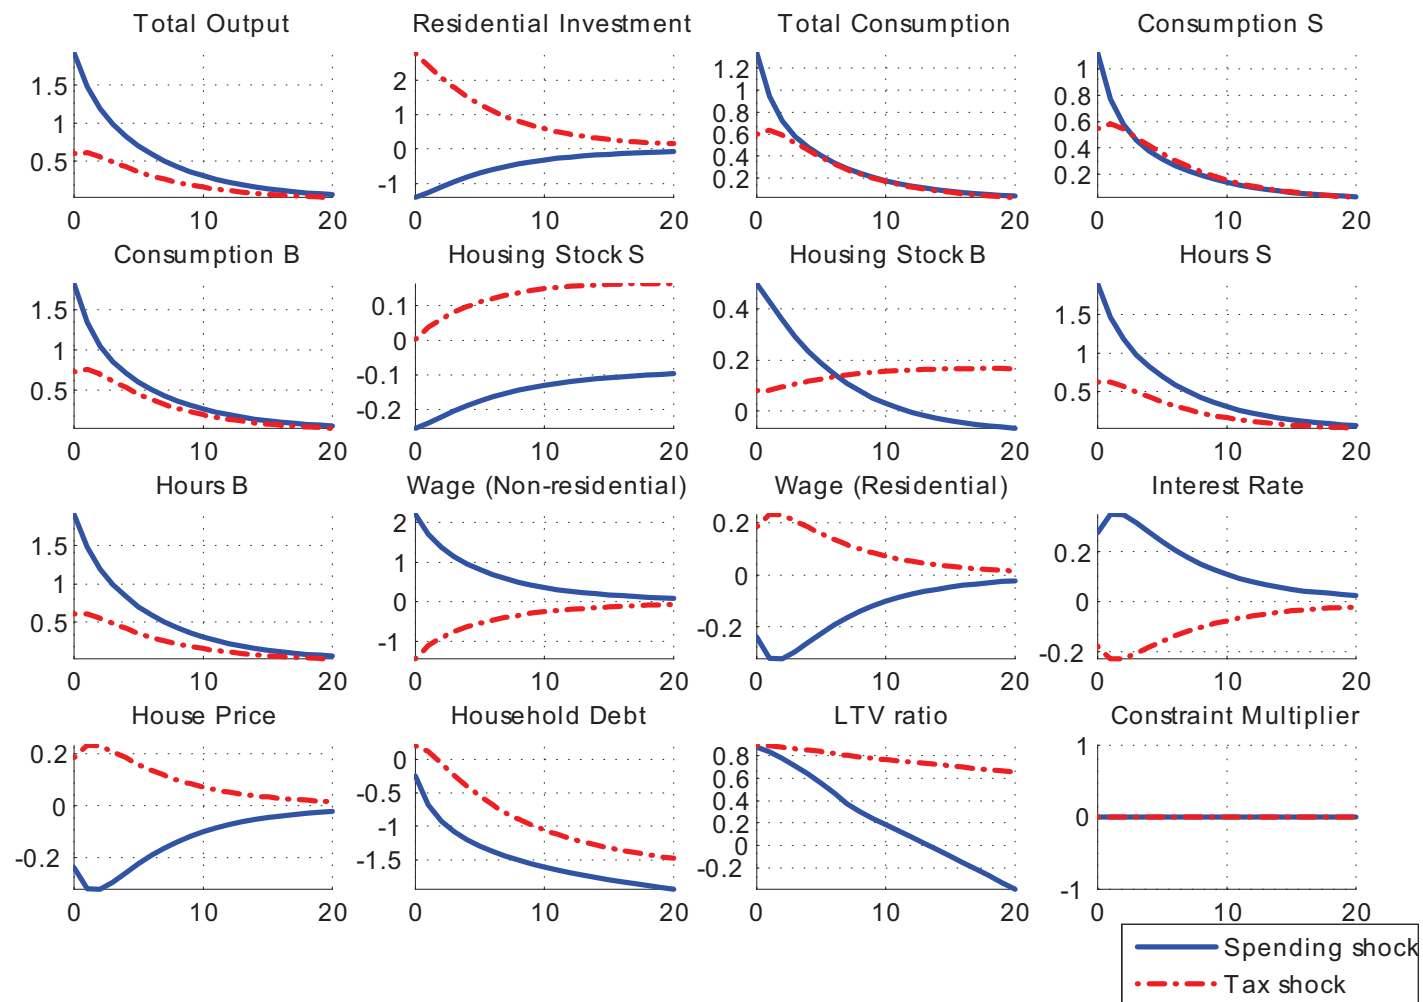 Total Output
Residential Investment
Total Consumption
Consumption S
1.5
1
0.5
0 10 20
2
1
0
-1
0 10 20
1.2
1
0.8
0.6
0.4
0.2
0 10 20
1
0.8
0.6
0.4
0.2
0 10 20
Consumption B
Housing Stock S
Housing Stock B
Hours S
1.5
1
0.5
0 10 20
0.1
0
-0.1
-0.2
0 10 20
0.4
0.2
0
0 10 20
1.5
1
0.5
0 10 20
Hours B
Wage (Non-residential)
Wage (Residential)
Interest Rate
1.5
1
0.5
0 10 20
2
1
0
-1
0 10 20
0.2
0
-0.2
0 10 20
0.2
0
-0.2
0 10 20
House Price
Household Debt
LTV ratio
Constraint Multiplier
0.2
0
-0.2
0 10 20
0
-0.5
-1
-1.5
0 10 20
0.8
0.6
0.4
0.2
0
-0.2
0 10 20
1
0
-1
0 10 20
Spending shock
Tax shock